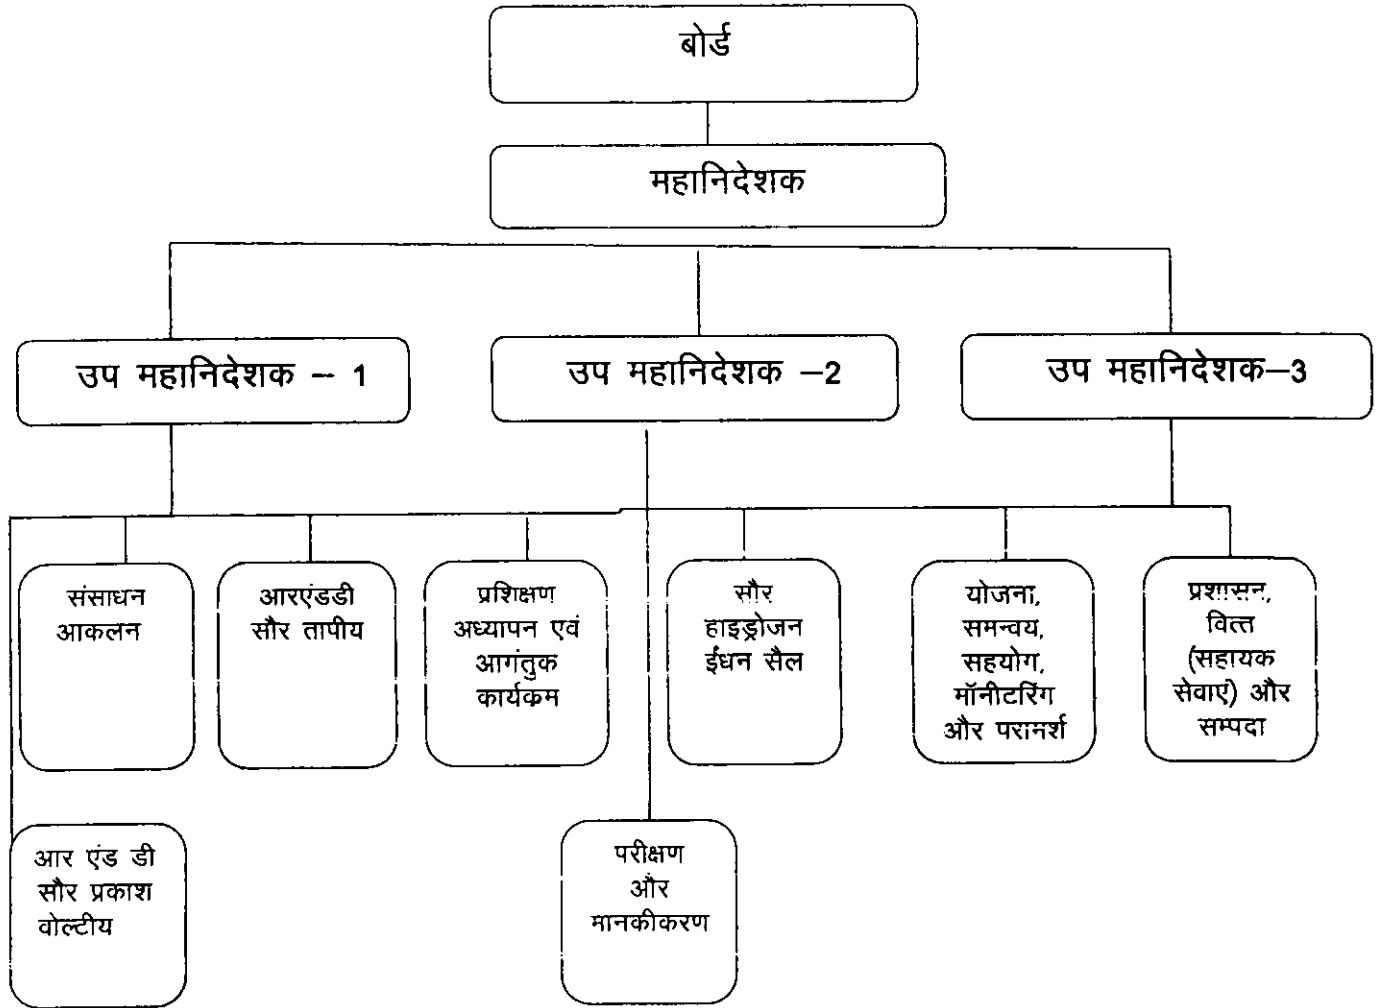 बोर्ड
महानिदेशक
उप महानिदेशक – 1
उप महानिदेशक –2
उप महानिदेशक–3
संसाधन
आकलन
आरएंडडी
सौर तापीय
प्रशिक्षण
अध्यापन एवं
आगंतुक
कार्यकम
सौर
हाइड्रोजन
ईंधन सैल
योजना,
समन्वय,
सहयोग,
मॉनीटरिंग
और परामर्श
प्रशासन,
वित्त
(सहायक
सेवाएं) और
सम्पदा
आर एंड डी
सौर प्रकाश
वोल्टीय
परीक्षण
और
मानकीकरण